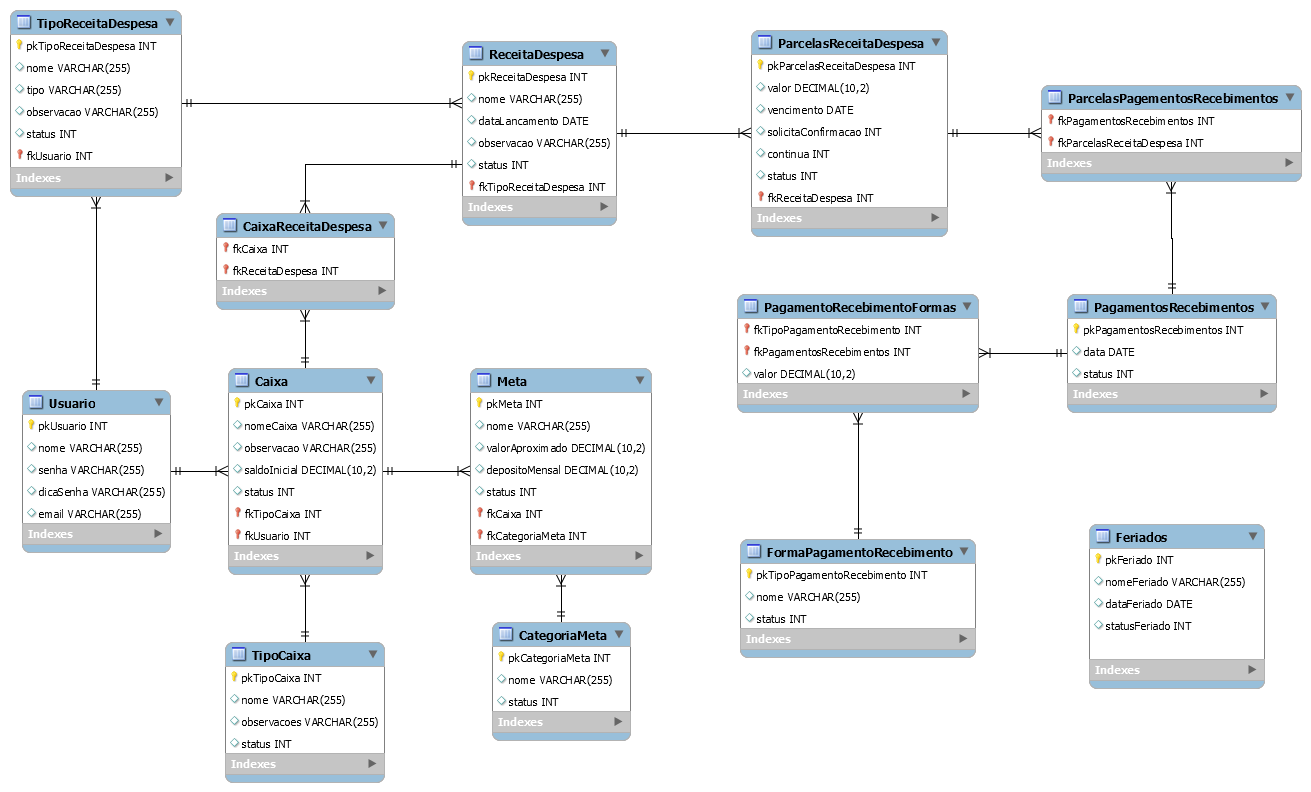 TipoReceitaDespesa
pkTipoReceitaDespesa INT
nome VARCHAR(255)
tipo VARCHAR(255)
observacao VARCHAR(255)
status INT
fkUsuario INT
Indexes
ReceitaDespesa
pkReceitaDespesa INT
nome VARCHAR(255)
dataLancamento DATE
observacao VARCHAR(255)
status INT
fkTipoReceitaDespesa INT
Indexes
ParcelasReceitaDespesa
pkParcelasReceitaDespesa INT
valor DECIMAL(10,2)
vencimento DATE
solicitaConfirmacao INT
continua INT
status INT
fkReceitaDespesa INT
Indexes
ParcelasPagementosRecebimentos
fkPagamentosRecebimentos INT
fkParcelasReceitaDespesa INT
Indexes
CaixaReceitaDespesa
fkCaixa INT
fkReceitaDespesa INT
Indexes
PagamentoRecebimentoFormas
fkTipoPagamentoRecebimento INT
fkPagamentosRecebimentos INT
valor DECIMAL(10,2)
Indexes
PagamentosRecebimentos
pkPagamentosRecebimentos INT
data DATE
status INT
Indexes
Usuario
pkUsuario INT
nome VARCHAR(255)
senha VARCHAR(255)
dicaSenha VARCHAR(255)
email VARCHAR(255)
Indexes
Caixa
pkCaixa INT
nomeCaixa VARCHAR(255)
observacao VARCHAR(255)
saldoInicial DECIMAL(10,2)
status INT
fkTipoCaixa INT
fkUsuario INT
Indexes
Meta
pkMeta INT
nome VARCHAR(255)
valorAproximado DECIMAL(10,2)
depositoMensal DECIMAL(10,2)
status INT
fkCaixa INT
fkCategoriaMeta INT
Indexes
FormaPagamentoRecebimento
pkTipoPagamentoRecebimento INT
nome VARCHAR(255)
status INT
Indexes
Feriados
pkFeriado INT
nomeFeriado VARCHAR(255)
dataFeriado DATE
statusFeriado INT
Indexes
TipoCaixa
pkTipoCaixa INT
nome VARCHAR(255)
observacoes VARCHAR(255)
status INT
Indexes
CategoriaMeta
pkCategoriaMeta INT
nome VARCHAR(255)
status INT
Indexes